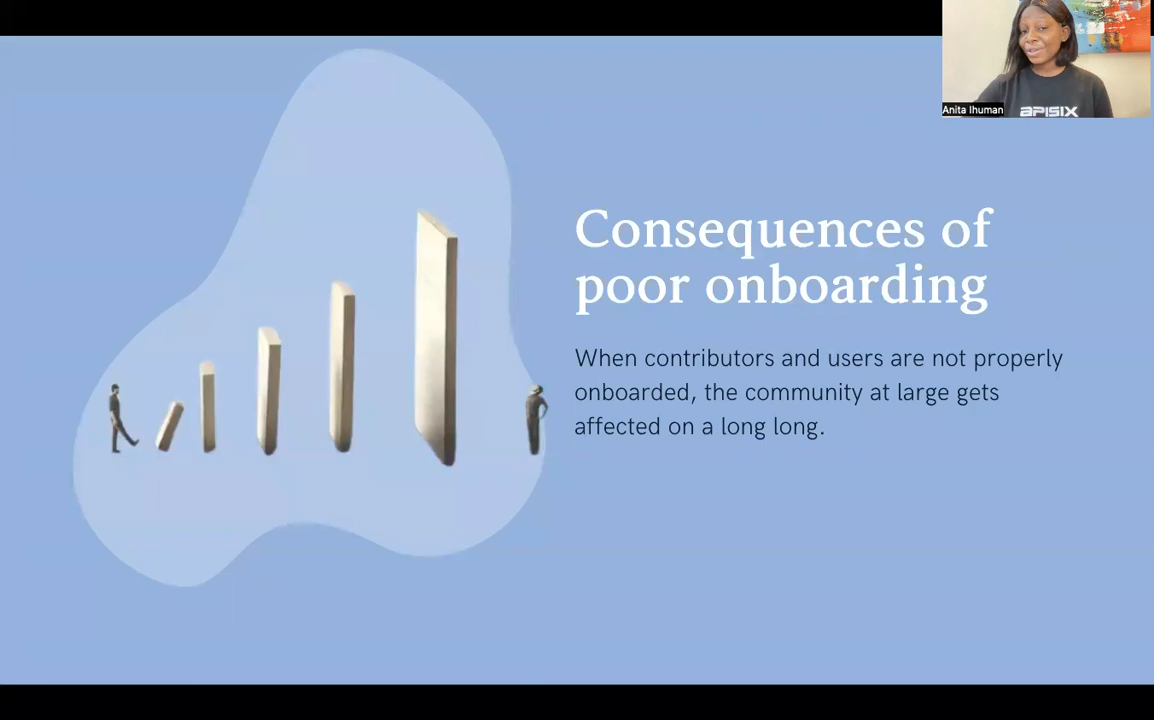 Anita Ihuman
APISIX
Consequences of
poor onboarding
When contributors and users are not properly
onboarded, the community at large gets
affected on a long long.